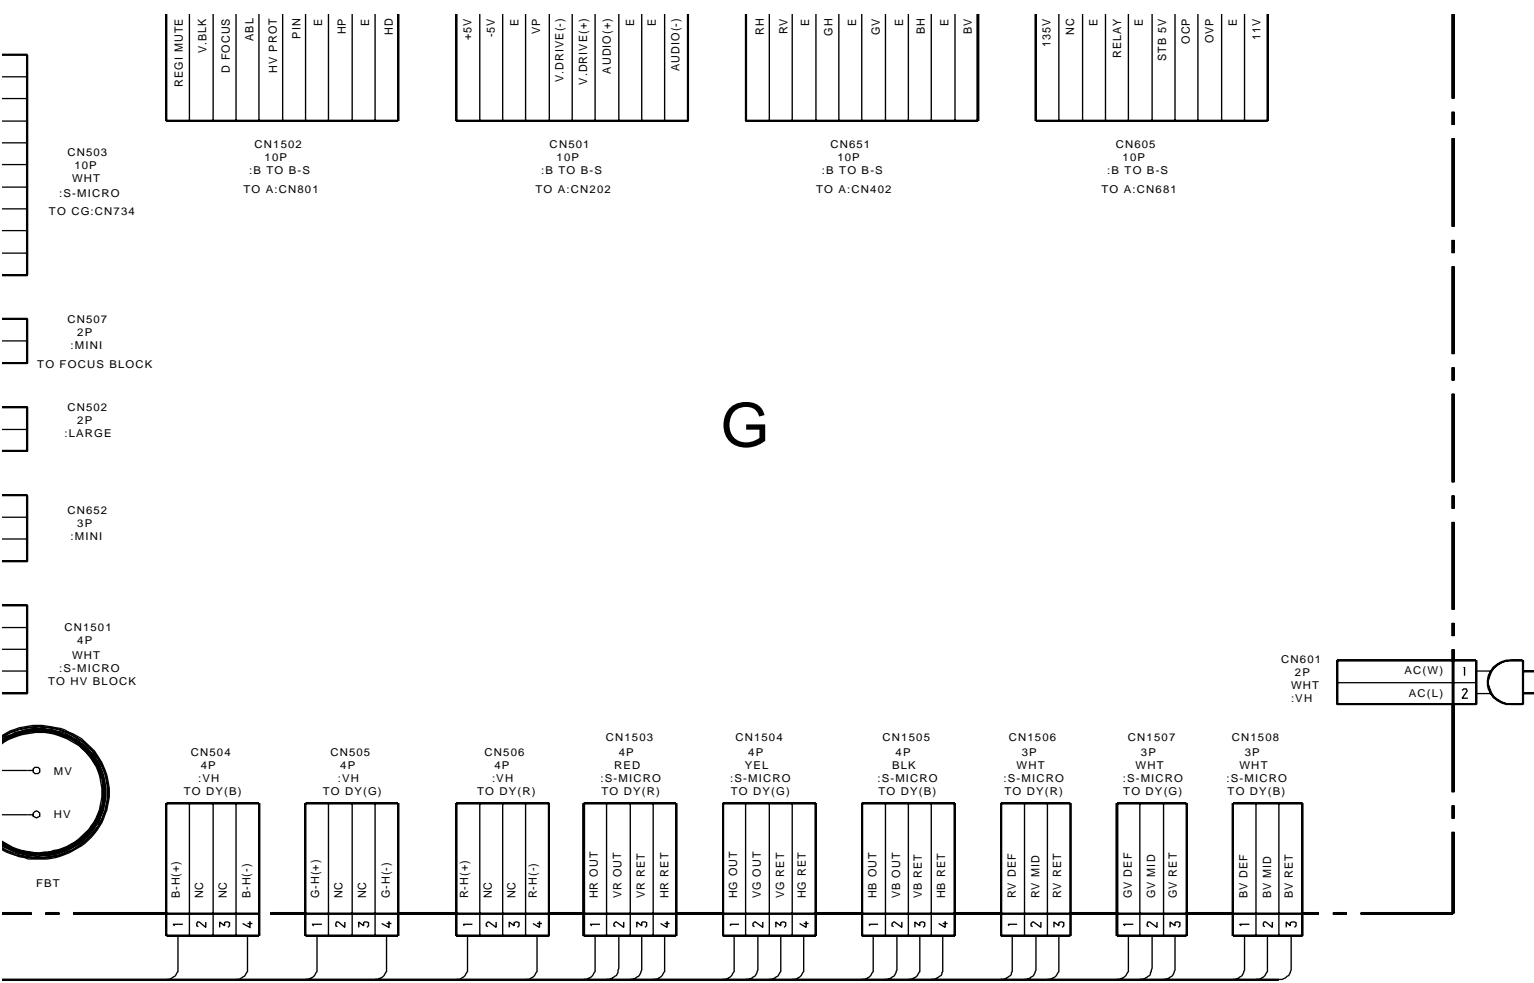 REGI MUTE
V.BLK
D FOCUS
ABL
HV PROT
PIN
E
HP
E
HD
+5V
-5V
E
VP
V.DRIVE(-)
V.DRIVE(+)
AUDIO(+)
E
E
AUDIO(-)
RH
RV
E
GH
E
GV
E
BH
E
BV
135V
NC
E
RELAY
E
STB 5V
OCP
OVP
E
11V
CN503
10P
WHT
:S-MICRO
TO CG:CN734
CN1502
10P
:B TO B-S
TO A:CN801
CN501
10P
:B TO B-S
TO A:CN202
CN651
10P
:B TO B-S
TO A:CN402
CN605
10P
:B TO B-S
TO A:CN681
CN507
2P
:MINI
TO FOCUS BLOCK
CN502
2P
:LARGE
G
CN652
3P
:MINI
CN1501
4P
WHT
:S-MICRO
TO HV BLOCK
CN601
2P
WHT
:VH
AC(W) 1
AC(L) 2
MV
HV
FBT
CN504
4P
:VH
TO DY(B)
B-H(+) 1
NC 2
NC 3
B-H(-) 4
CN505
4P
:VH
TO DY(G)
G-H(+) 1
NC 2
NC 3
G-H(-) 4
CN506
4P
:VH
TO DY(R)
R-H(+) 1
NC 2
NC 3
R-H(-) 4
CN1503
4P
RED
:S-MICRO
TO DY(R)
HR OUT 1
VR OUT 2
VR RET 3
HR RET 4
CN1504
4P
YEL
:S-MICRO
TO DY(G)
HG OUT 1
VG OUT 2
VG RET 3
HG RET 4
CN1505
4P
BLK
:S-MICRO
TO DY(B)
HB OUT 1
VB OUT 2
VB RET 3
HB RET 4
CN1506
3P
WHT
:S-MICRO
TO DY(R)
RV DEF 1
RV MID 2
RV RET 3
CN1507
3P
WHT
:S-MICRO
TO DY(G)
GV DEF 1
GV MID 2
GV RET 3
CN1508
3P
WHT
:S-MICRO
TO DY(B)
BV DEF 1
BV MID 2
BV RET 3